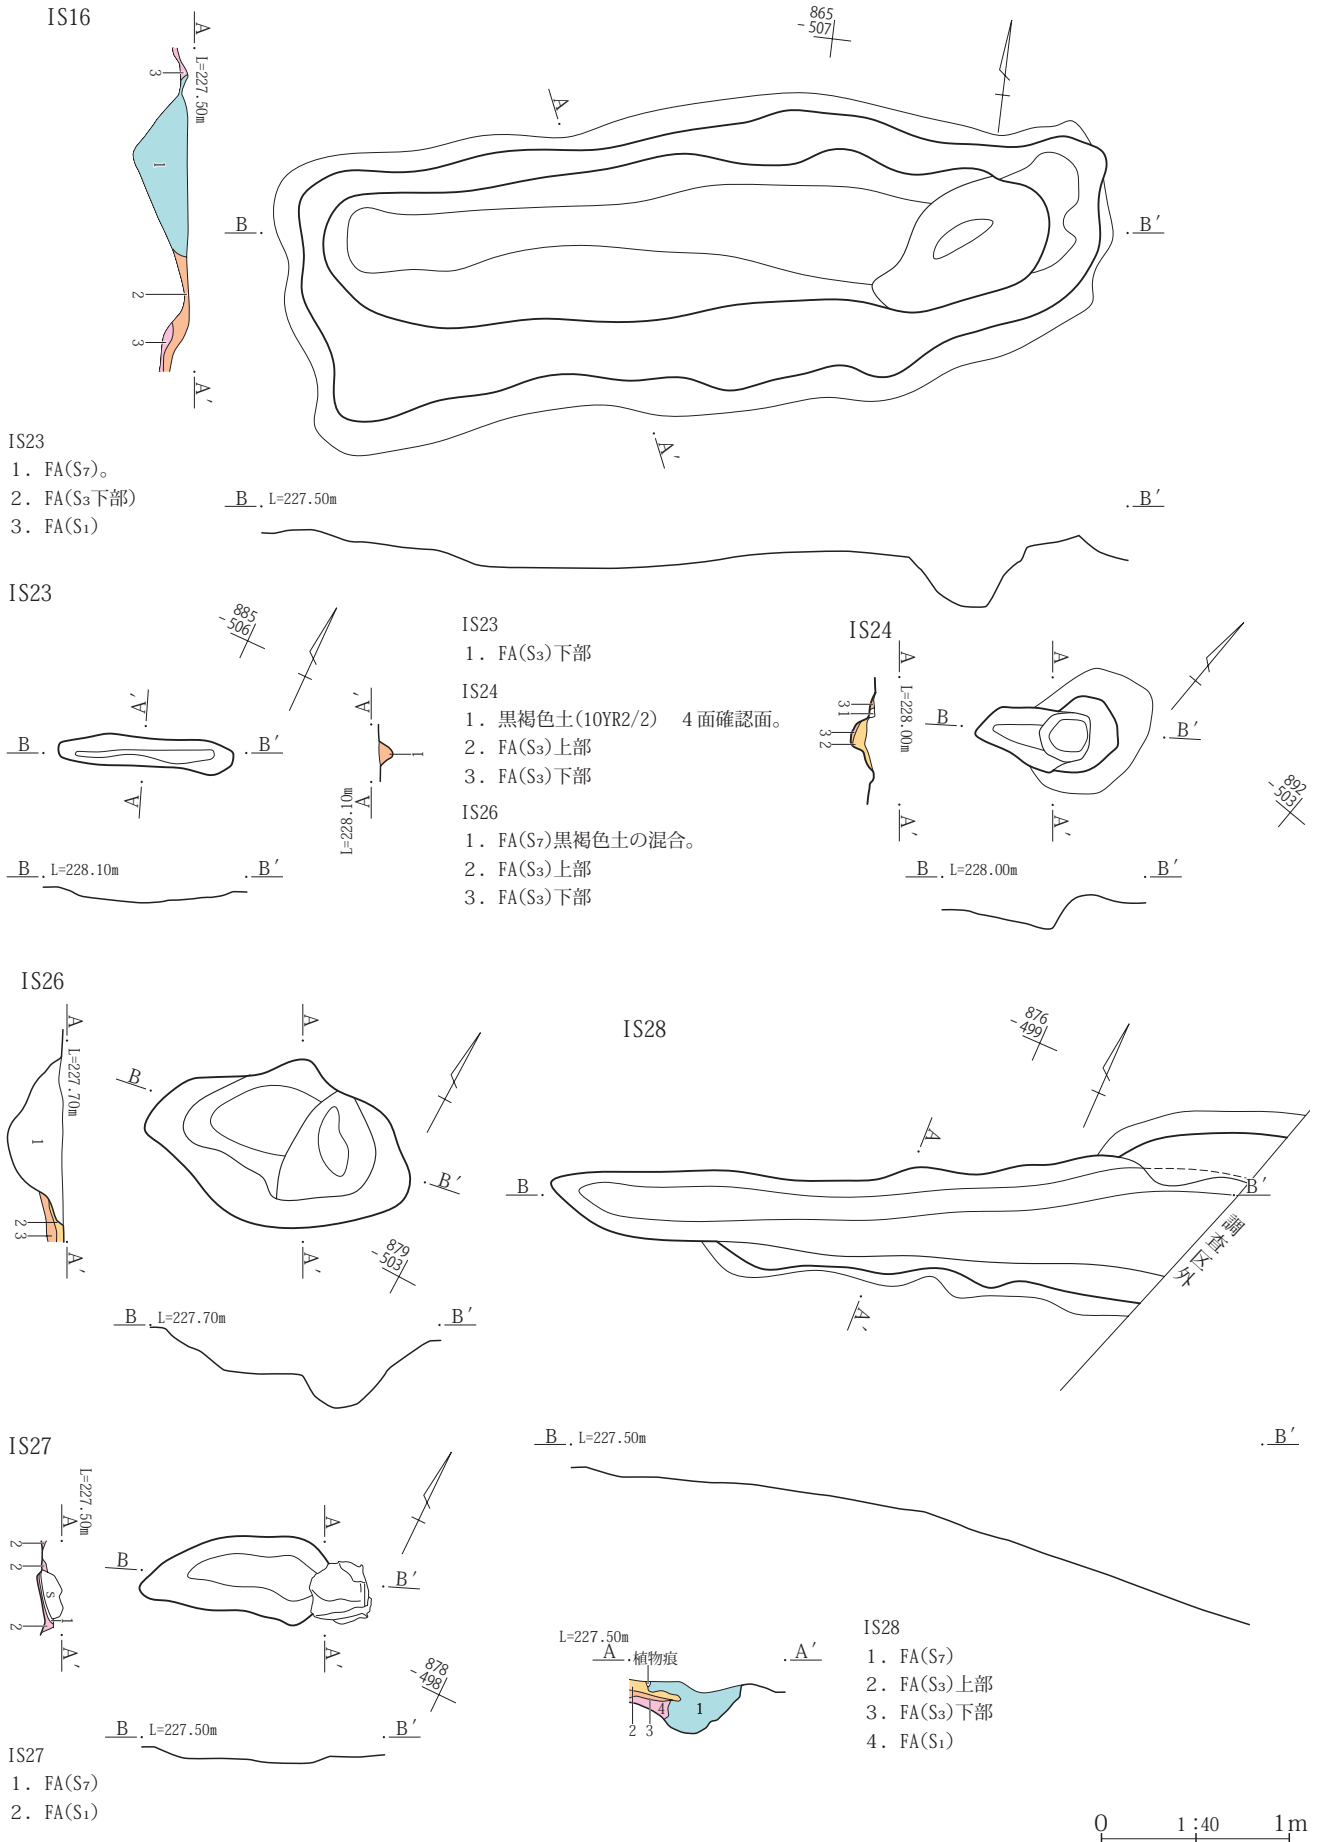 IS16
A
L=227.50m
3
1
2
3
A′
865
-507
A
B
B′
A′
IS23
1．FA(S₇)。
2．FA(S₃下部)
3．FA(S₁)
B L=227.50m B′
IS23
885
-506
A′
B
B′
A
A′
1
A
L=228.10m
B L=228.10m B′
IS23
1．FA(S₃)下部
IS24
1．黒褐色土(10YR2/2)　4面確認面。
2．FA(S₃)上部
3．FA(S₃)下部
IS26
1．FA(S₇)黒褐色土の混合。
2．FA(S₃)上部
3．FA(S₃)下部
IS24
A
L=228.00m
3
1
3
2
A′
A
B
B′
A′
892
-503
B L=228.00m B′
IS26
A
L=227.70m
1
2
3
A′
A
B
B′
A′
879
-503
B L=227.70m B′
IS28
876
-499
A
B
B′
A′
調査区外
B L=227.50m B′
IS27
L=227.50m
A
2
2
S
1
2
A′
A
B
B′
A′
878
-498
B L=227.50m B′
IS27
1．FA(S₇)
2．FA(S₁)
L=227.50m
A 植物痕 A′
4
1
2 3
IS28
1．FA(S₇)
2．FA(S₃)上部
3．FA(S₃)下部
4．FA(S₁)
0 1:40 1m